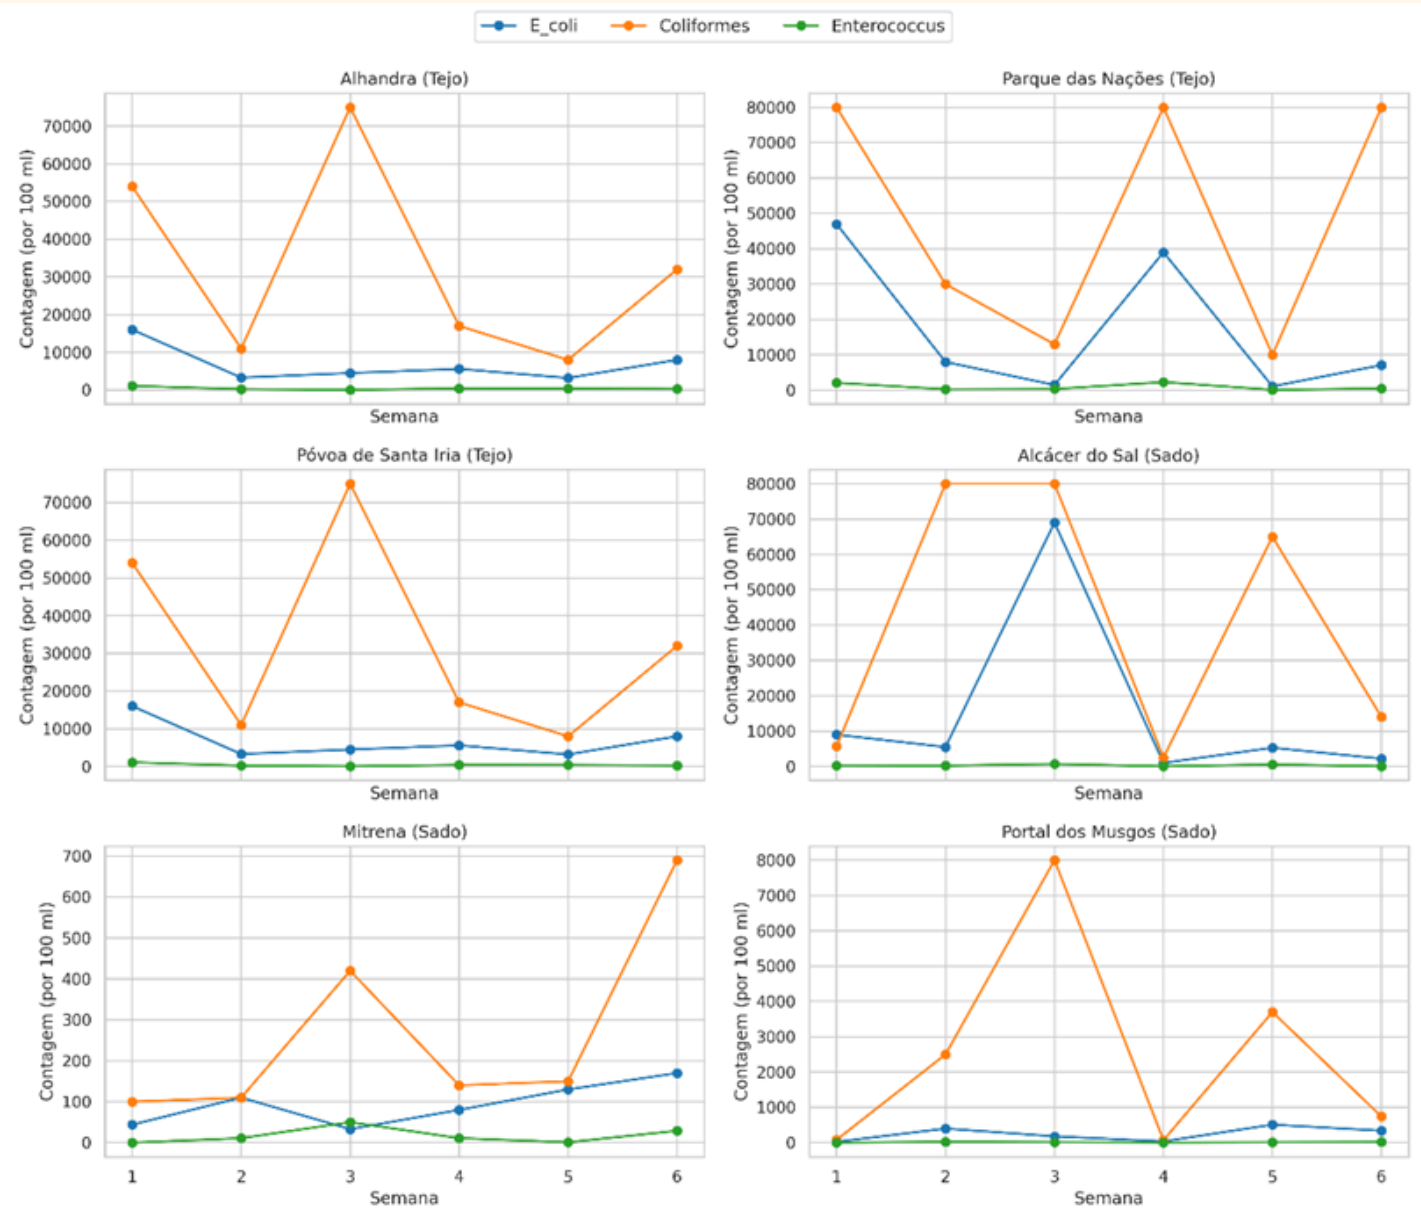 E_coli Coliformes Enterococcus
Alhandra (Tejo)
Contagem (por 100 ml)
70000
60000
50000
40000
30000
20000
10000
0
Semana
Parque das Nações (Tejo)
Contagem (por 100 ml)
80000
70000
60000
50000
40000
30000
20000
10000
0
Semana
Póvoa de Santa Iria (Tejo)
Contagem (por 100 ml)
70000
60000
50000
40000
30000
20000
10000
0
Semana
Alcácer do Sal (Sado)
Contagem (por 100 ml)
80000
70000
60000
50000
40000
30000
20000
10000
0
Semana
Mitrena (Sado)
Contagem (por 100 ml)
700
600
500
400
300
200
100
0
1 2 3 4 5 6
Semana
Portal dos Musgos (Sado)
Contagem (por 100 ml)
8000
7000
6000
5000
4000
3000
2000
1000
0
1 2 3 4 5 6
Semana